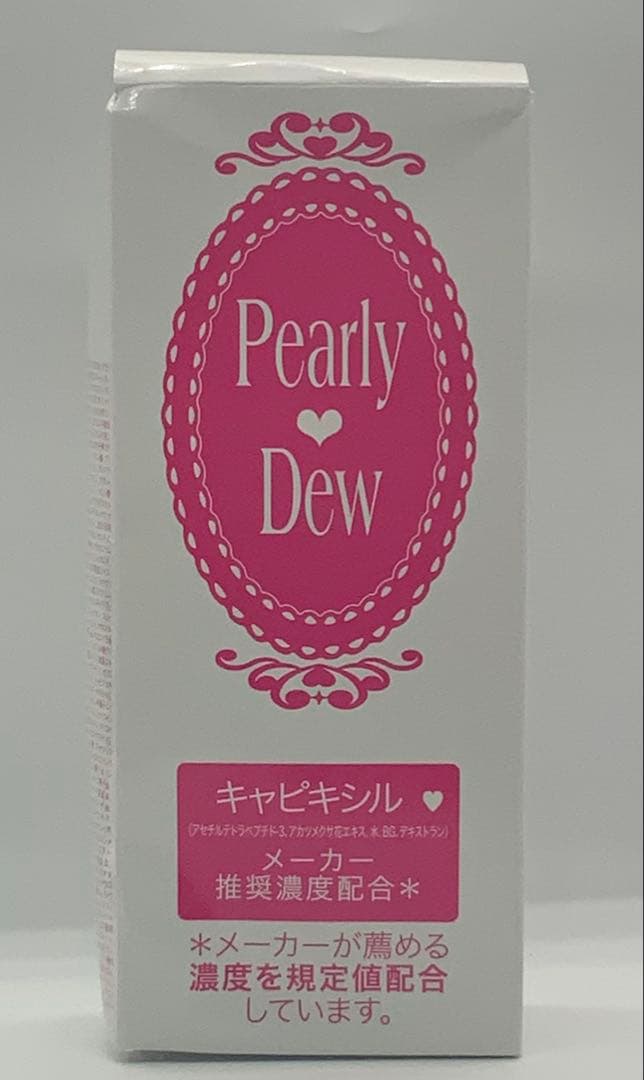 Pearly
Dew
キャピキシル
(アセチルテトラペプチド-3、アカツメクサ花エキス、水、BG、デキストラン)
メーカー
推奨濃度配合＊
＊メーカーが薦める
濃度を規定値配合
しています。